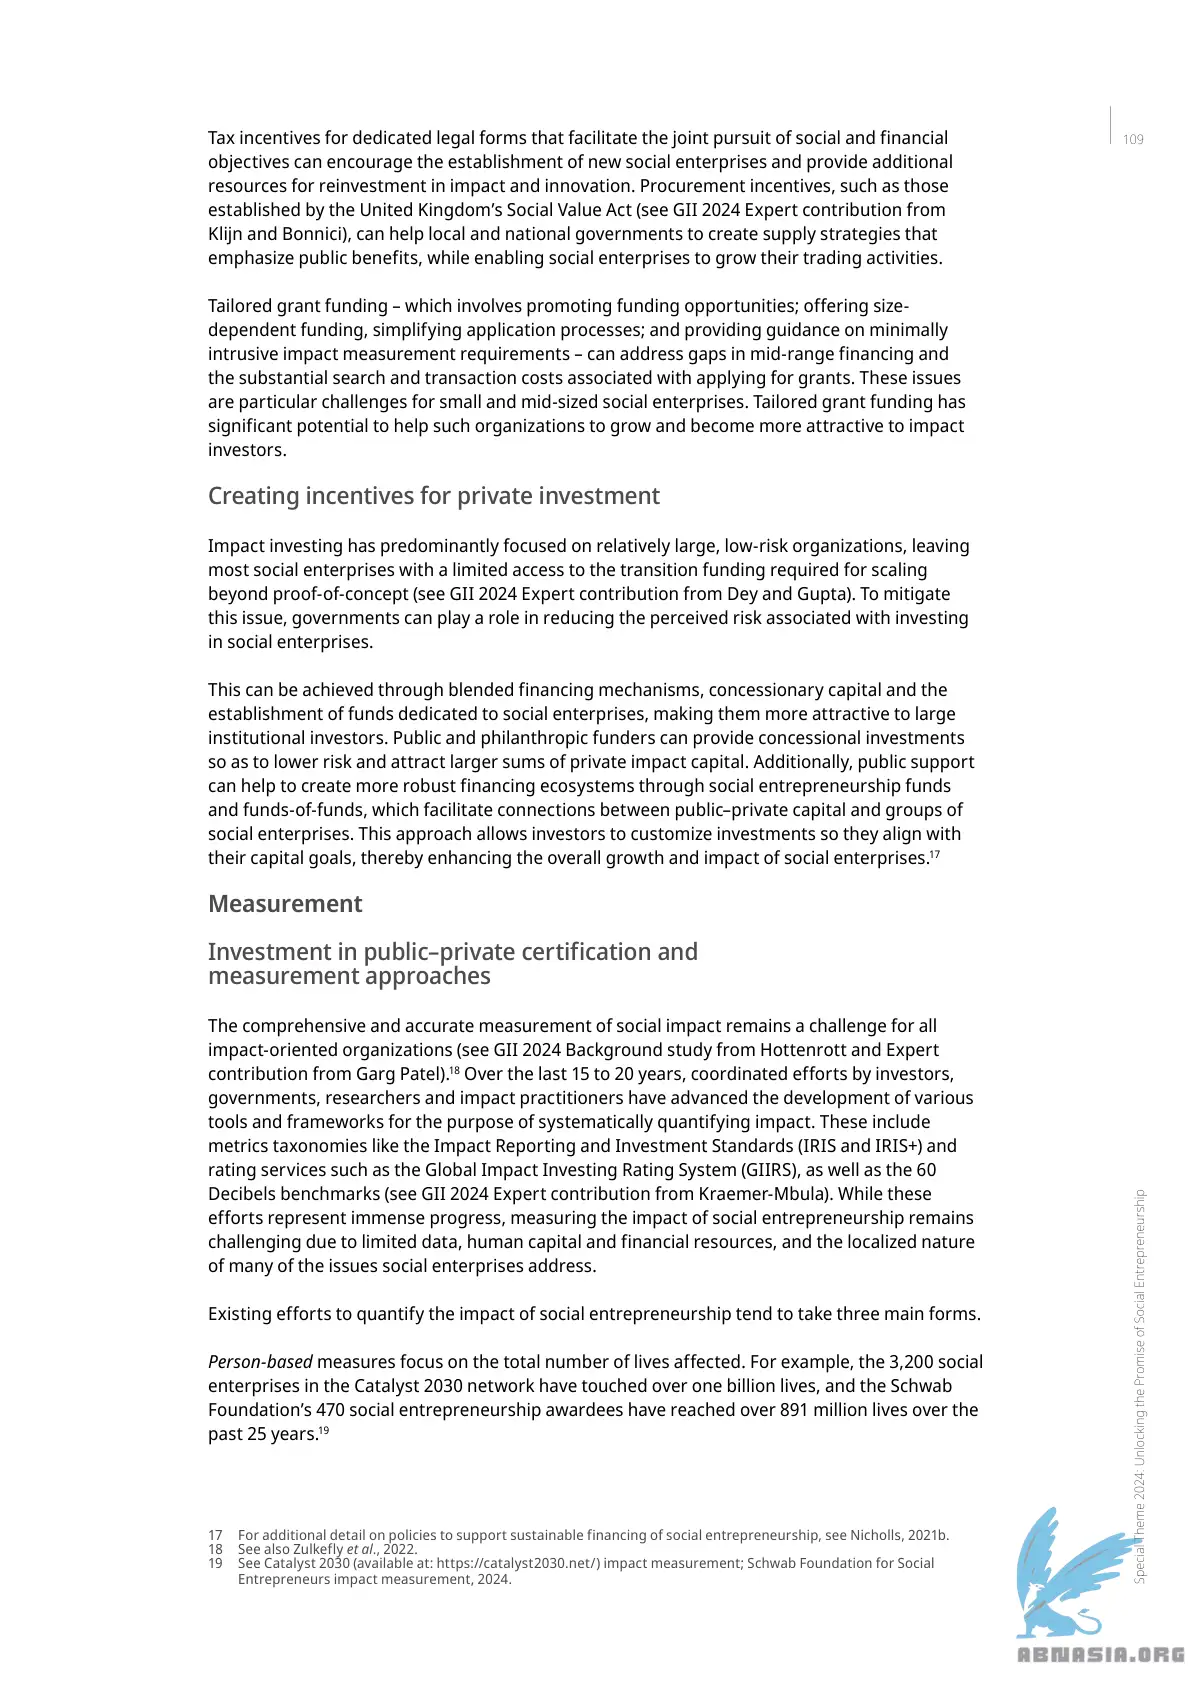 109
Tax incentives for dedicated legal forms that facilitate the joint pursuit of social and financial
objectives can encourage the establishment of new social enterprises and provide additional
resources for reinvestment in impact and innovation. Procurement incentives, such as those
established by the United Kingdom’s Social Value Act (see GII 2024 Expert contribution from
Klijn and Bonnici), can help local and national governments to create supply strategies that
emphasize public benefits, while enabling social enterprises to grow their trading activities.
Tailored grant funding – which involves promoting funding opportunities; offering size-
dependent funding, simplifying application processes; and providing guidance on minimally
intrusive impact measurement requirements – can address gaps in mid-range financing and
the substantial search and transaction costs associated with applying for grants. These issues
are particular challenges for small and mid-sized social enterprises. Tailored grant funding has
significant potential to help such organizations to grow and become more attractive to impact
investors.
Creating incentives for private investment
Impact investing has predominantly focused on relatively large, low-risk organizations, leaving
most social enterprises with a limited access to the transition funding required for scaling
beyond proof-of-concept (see GII 2024 Expert contribution from Dey and Gupta). To mitigate
this issue, governments can play a role in reducing the perceived risk associated with investing
in social enterprises.
This can be achieved through blended financing mechanisms, concessionary capital and the
establishment of funds dedicated to social enterprises, making them more attractive to large
institutional investors. Public and philanthropic funders can provide concessional investments
so as to lower risk and attract larger sums of private impact capital. Additionally, public support
can help to create more robust financing ecosystems through social entrepreneurship funds
and funds-of-funds, which facilitate connections between public–private capital and groups of
social enterprises. This approach allows investors to customize investments so they align with
their capital goals, thereby enhancing the overall growth and impact of social enterprises.17
Measurement
Investment in public–private certification and
measurement approaches
The comprehensive and accurate measurement of social impact remains a challenge for all
impact-oriented organizations (see GII 2024 Background study from Hottenrott and Expert
contribution from Garg Patel).18 Over the last 15 to 20 years, coordinated efforts by investors,
governments, researchers and impact practitioners have advanced the development of various
tools and frameworks for the purpose of systematically quantifying impact. These include
metrics taxonomies like the Impact Reporting and Investment Standards (IRIS and IRIS+) and
rating services such as the Global Impact Investing Rating System (GIIRS), as well as the 60
Decibels benchmarks (see GII 2024 Expert contribution from Kraemer-Mbula). While these
efforts represent immense progress, measuring the impact of social entrepreneurship remains
challenging due to limited data, human capital and financial resources, and the localized nature
of many of the issues social enterprises address.
Existing efforts to quantify the impact of social entrepreneurship tend to take three main forms.
Person-based measures focus on the total number of lives affected. For example, the 3,200 social
enterprises in the Catalyst 2030 network have touched over one billion lives, and the Schwab
Foundation’s 470 social entrepreneurship awardees have reached over 891 million lives over the
past 25 years.19
17 For additional detail on policies to support sustainable financing of social entrepreneurship, see Nicholls, 2021b.
18 See also Zulkefly et al., 2022.
19 See Catalyst 2030 (available at: https://catalyst2030.net/) impact measurement; Schwab Foundation for Social
Entrepreneurs impact measurement, 2024.
Special Theme 2024: Unlocking the Promise of Social Entrepreneurship
ABNASIA.ORG